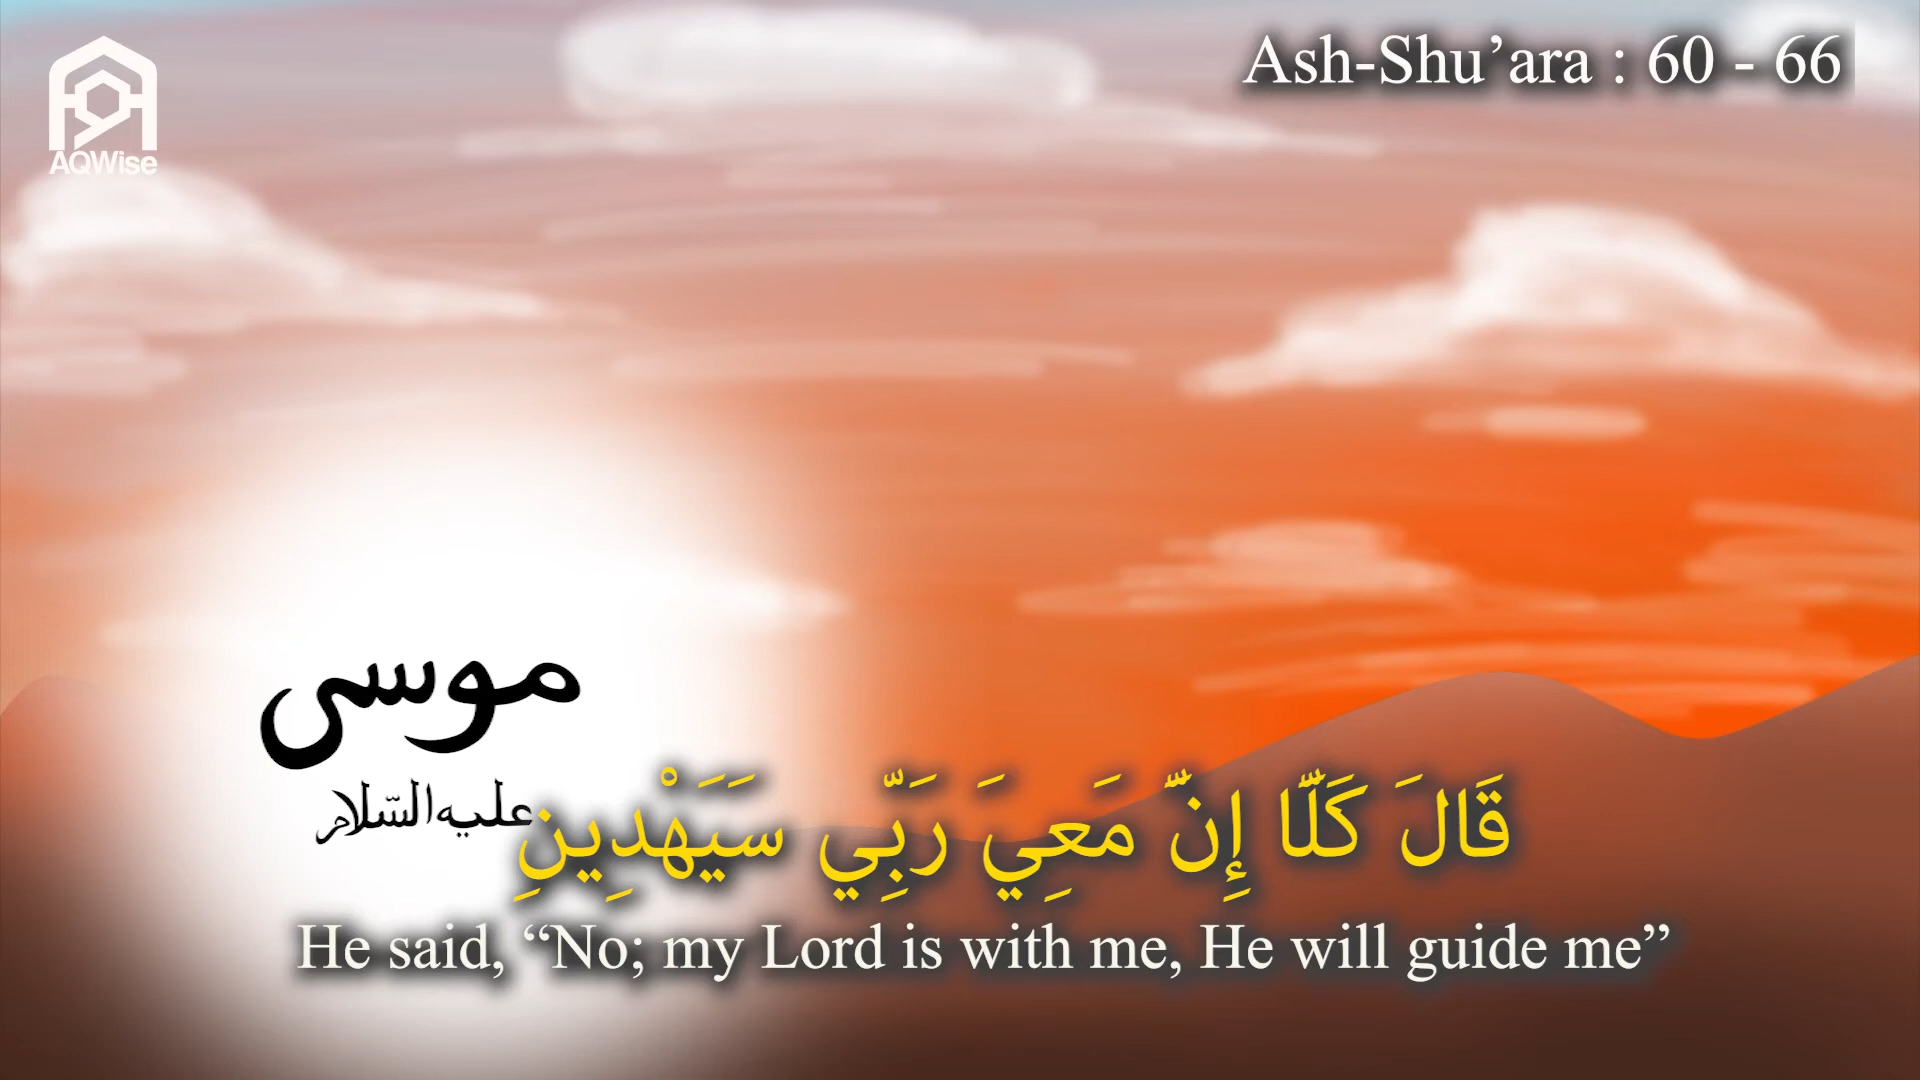 AQWise
Ash-Shu’ara : 60 - 66
موسى
عليه السّلام
قَالَ كَلَّا إِنَّ مَعِيَ رَبِّي سَيَهْدِينِ
He said, “No; my Lord is with me, He will guide me”